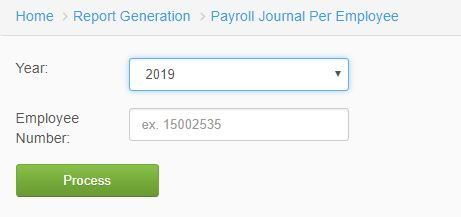 Home > Report Generation > Payroll Journal Per Employee
Year: 2019
Employee Number: ex. 15002535
Process